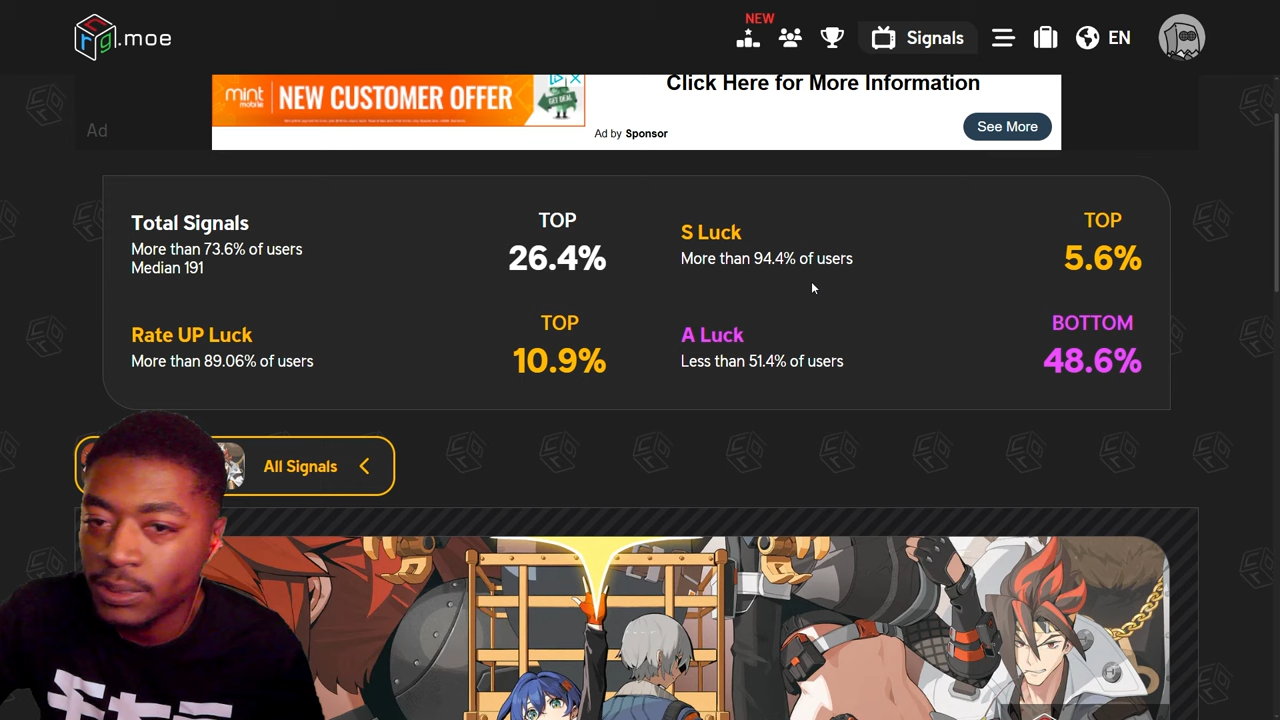 crg.moe
NEW
Signals
EN
Ad
mint
mobile
NEW CUSTOMER OFFER
GET DEAL
Click Here for More Information
Ad by Sponsor
See More
Total Signals
More than 73.6% of users
Median 191
TOP
26.4%
S Luck
More than 94.4% of users
TOP
5.6%
Rate UP Luck
More than 89.06% of users
TOP
10.9%
A Luck
Less than 51.4% of users
BOTTOM
48.6%
All Signals